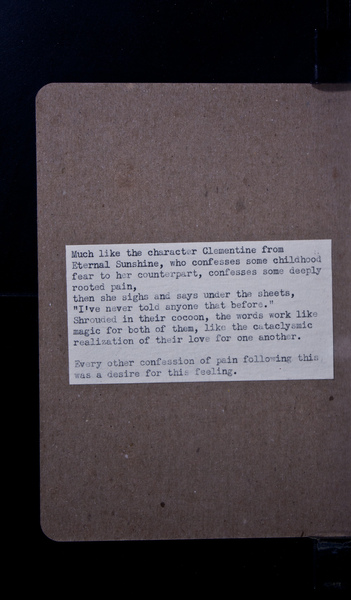 Much like the character Clementine from
Eternal Sunshine, who confesses some childhood
fear to her counterpart, confesses some deeply
rooted pain,
then she sighs and says under the sheets,
"I've never told anyone that before."
Shrouded in their cocoon, the words work like
magic for both of them, like the cataclysmic
realization of their love for one another.

Every other confession of pain following this
was a desire for this feeling.